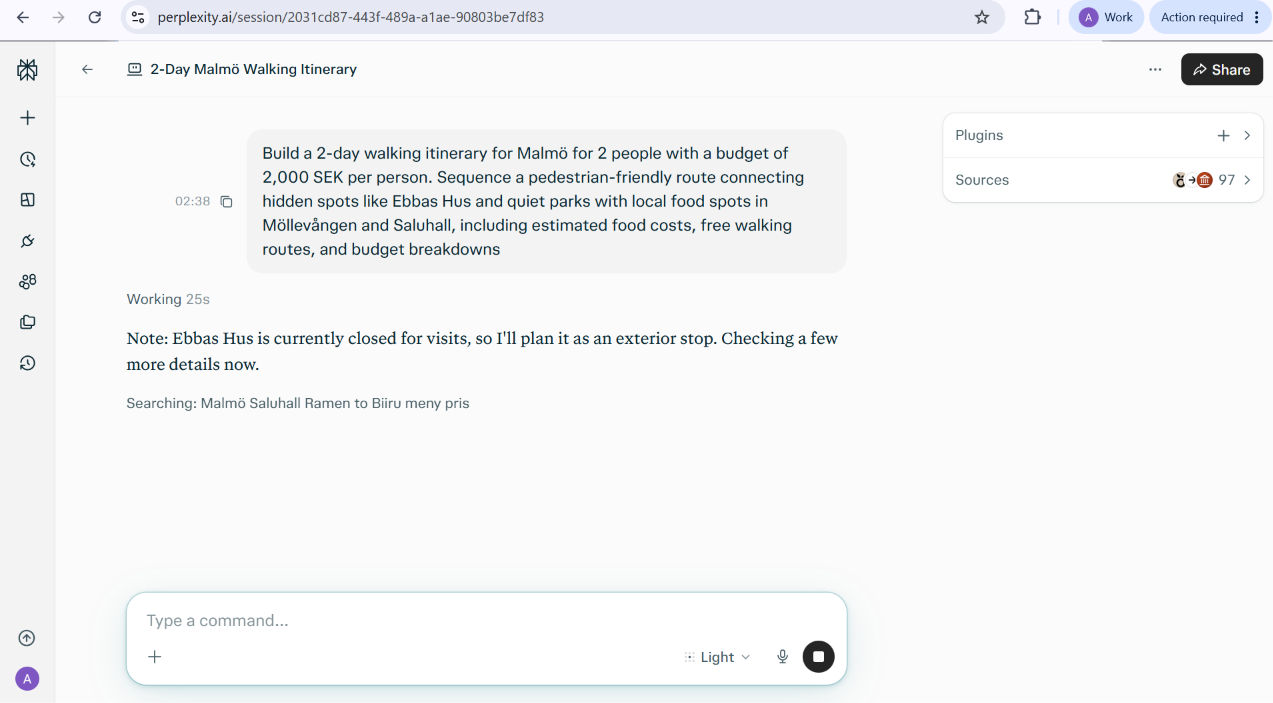 perplexity.ai/session/2031cd87-443f-489a-a1ae-90803be7df83
A Work
Action required
2-Day Malmö Walking Itinerary
Share
Plugins
Sources
97
Build a 2-day walking itinerary for Malmö for 2 people with a budget of
2,000 SEK per person. Sequence a pedestrian-friendly route connecting
hidden spots like Ebbas Hus and quiet parks with local food spots in
Möllevången and Saluhall, including estimated food costs, free walking
routes, and budget breakdowns
02:38
Working 25s
Note: Ebbas Hus is currently closed for visits, so I'll plan it as an exterior stop. Checking a few
more details now.
Searching: Malmö Saluhall Ramen to Biiru meny pris
Type a command...
Light
A